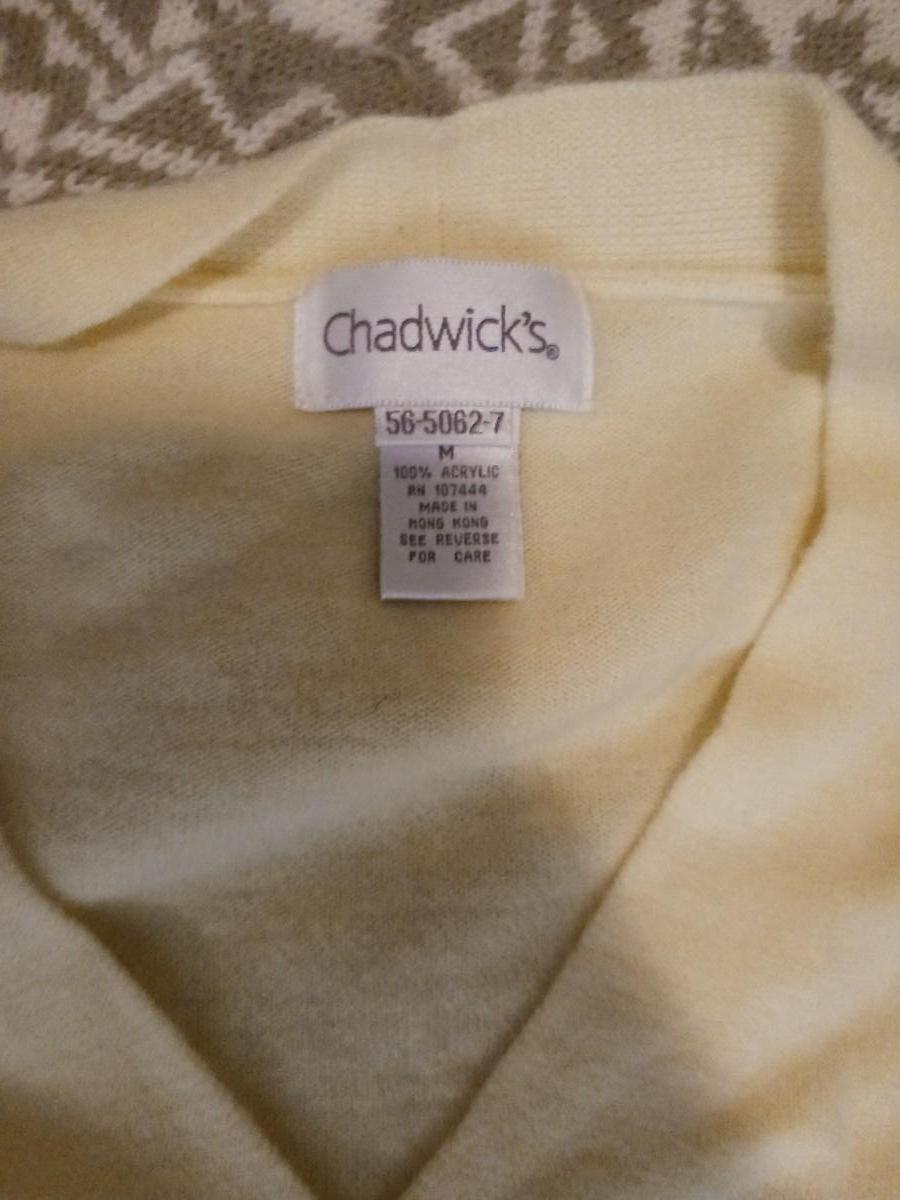 Chadwick's®
56-5062-7
M
100% ACRYLIC
RN 107444
MADE IN
HONG KONG
SEE REVERSE
FOR CARE